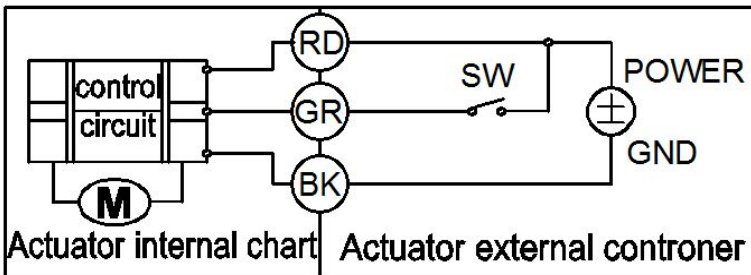 RD
SW
POWER
control
GR
circuit
GND
BK
M
Actuator internal chart
Actuator external controner